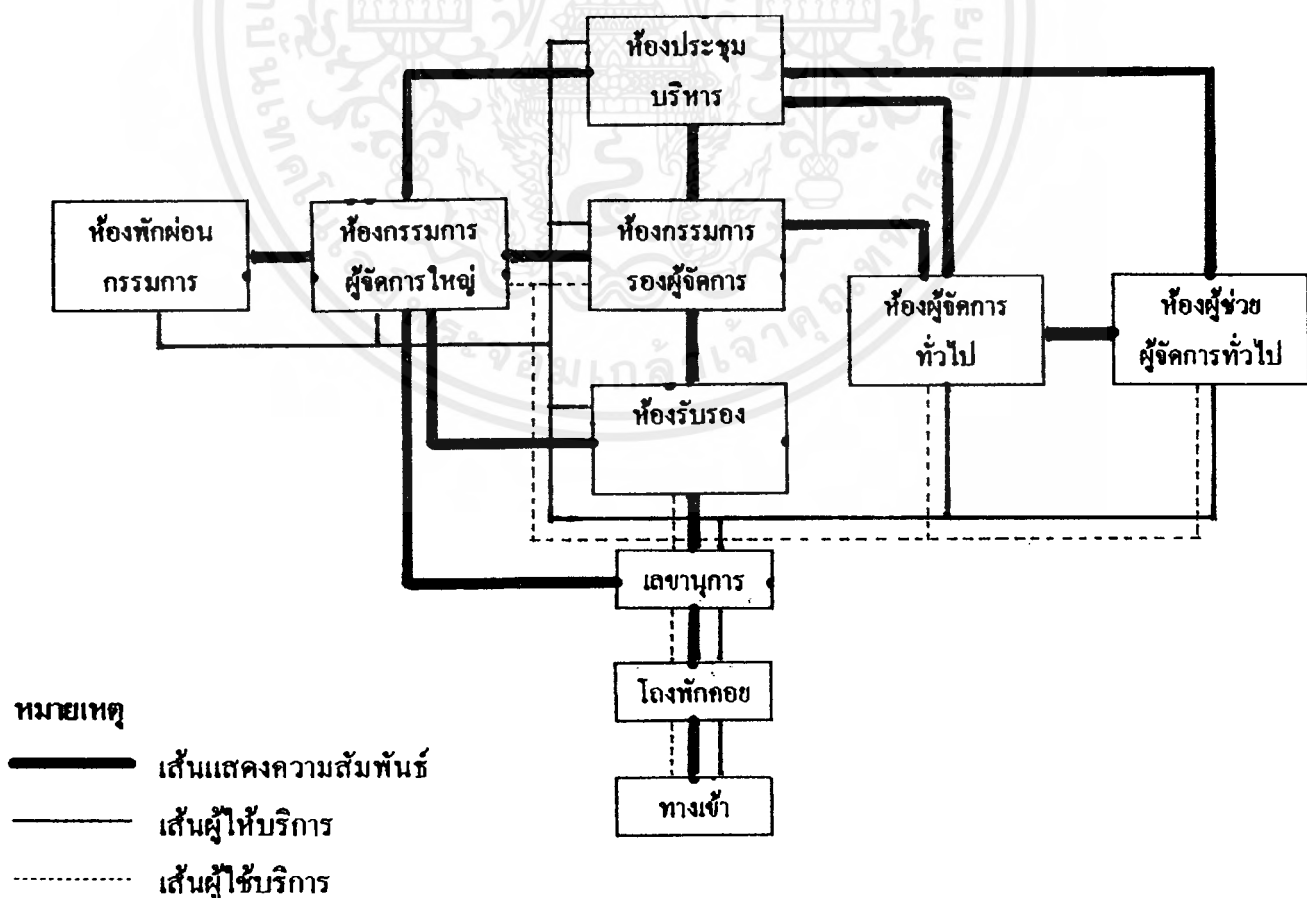 ห้องประชุม
บริหาร
ห้องพักผ่อน
กรรมการ
ห้องกรรมการ
ผู้จัดการใหญ่
ห้องกรรมการ
รองผู้จัดการ
ห้องผู้จัดการ
ทั่วไป
ห้องผู้ช่วย
ผู้จัดการทั่วไป
ห้องรับรอง
เลขานุการ
โถงพักคอย
ทางเข้า
หมายเหตุ
เส้นแสดงความสัมพันธ์
เส้นผู้ให้บริการ
เส้นผู้ใช้บริการ